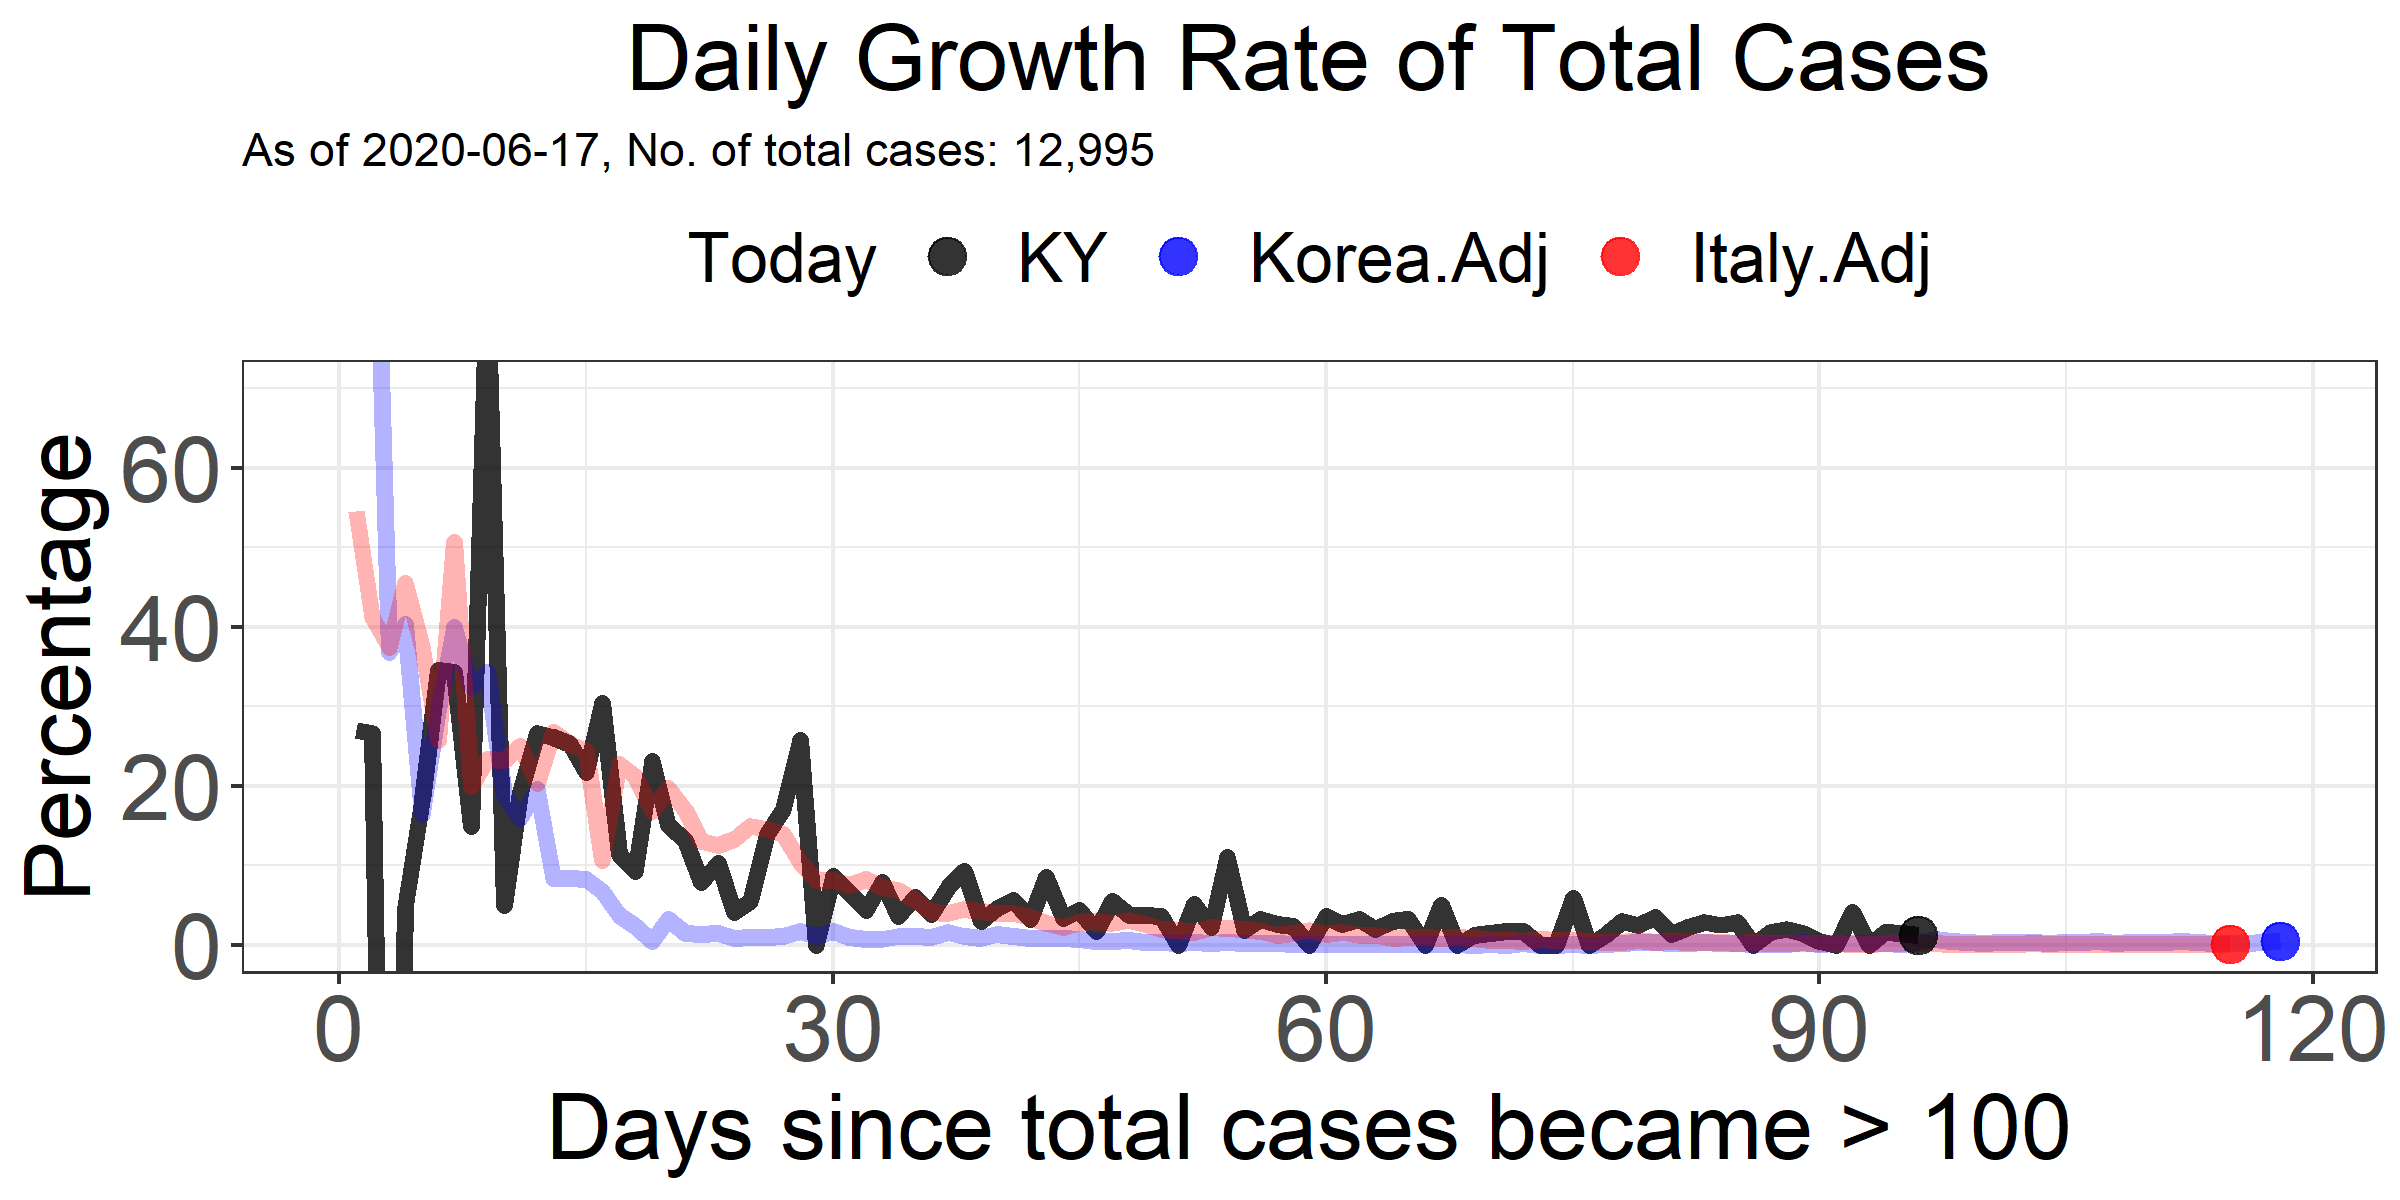 Daily Growth Rate of Total Cases
As of 2020-06-17, No. of total cases: 12,995
Today KY Korea.Adj Italy.Adj
Percentage
60
40
20
0
0 30 60 90 120
Days since total cases became > 100